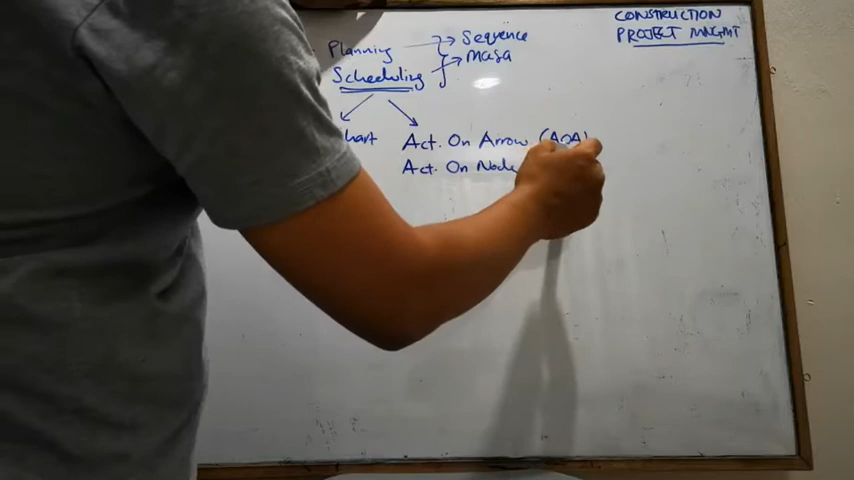 CONSTRUCTION
PROJECT MNGMT
Planning
Sequence
Scheduling
masa
hart
Act. On Arrow (AOA)
Act. On Node